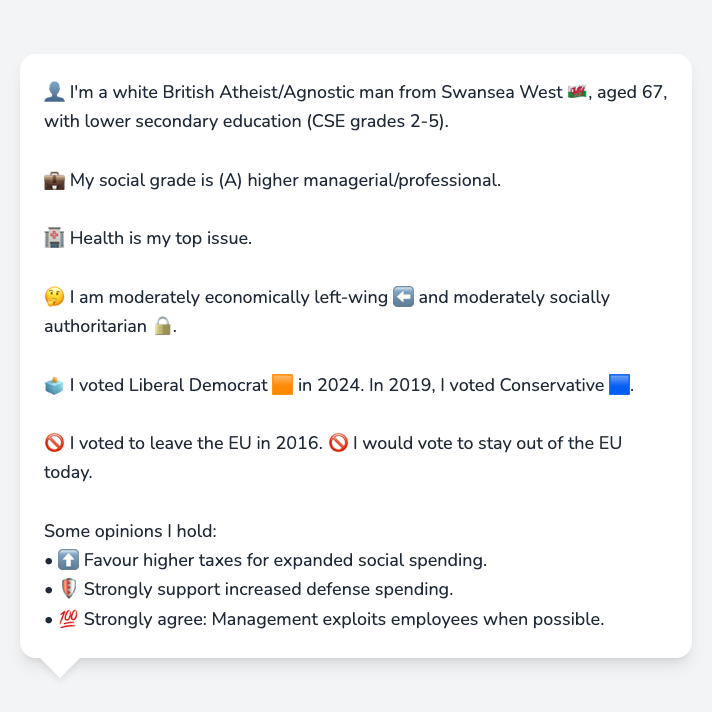 👤 I'm a white British Atheist/Agnostic man from Swansea West 🏴󠁧󠁢󠁷󠁬󠁳󠁿, aged 67,
with lower secondary education (CSE grades 2-5).
💼 My social grade is (A) higher managerial/professional.
🏥 Health is my top issue.
🤔 I am moderately economically left-wing ⬅️ and moderately socially
authoritarian 🔒.
🗳️ I voted Liberal Democrat 🟧 in 2024. In 2019, I voted Conservative 🟦.
🚫 I voted to leave the EU in 2016. 🚫 I would vote to stay out of the EU
today.
Some opinions I hold:
• ⬆️ Favour higher taxes for expanded social spending.
• 🛡️ Strongly support increased defense spending.
• 💯 Strongly agree: Management exploits employees when possible.